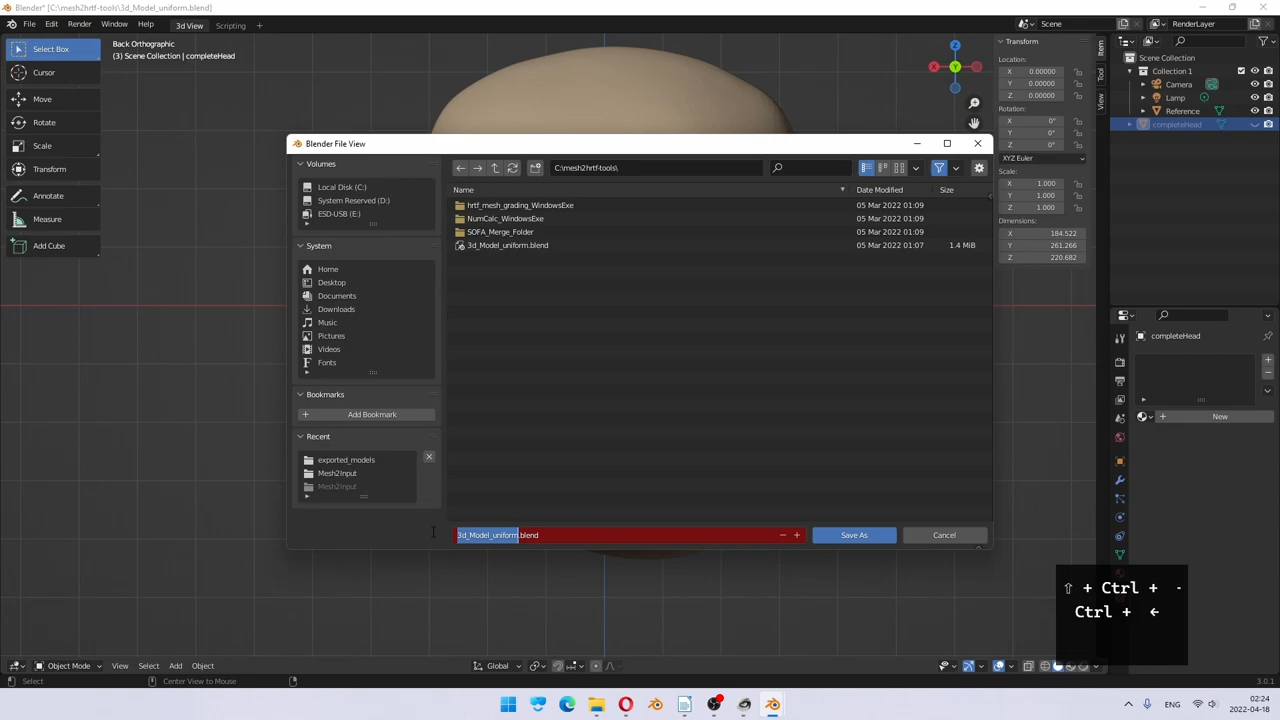 Blender* [C:\mesh2hrtf-tools\3d_Model_uniform.blend]
File Edit Render Window Help 3d View Scripting + Scene RenderLayer
Back Orthographic
(3) Scene Collection | completeHead
Select Box
Cursor
Move
Rotate
Scale
Transform
Annotate
Measure
Add Cube
Z
X Y
Transform
Location:
X 0.00000
Y 0.00000
Z 0.00000
Rotation:
X 0°
Y 0°
Z 0°
XYZ Euler
Scale:
X 1.000
Y 1.000
Z 1.000
Dimensions:
X 184.522
Y 261.266
Z 220.682
Item
Tool
View
Scene Collection
Collection 1
Camera
Lamp
Reference
completeHead
completeHead
New
Blender File View
Volumes
Local Disk (C:)
System Reserved (D:)
ESD-USB (E:)
System
Home
Desktop
Documents
Downloads
Music
Pictures
Videos
Fonts
Bookmarks
Add Bookmark
Recent
exported_models
Mesh2Input
Mesh2Input
C:\mesh2hrtf-tools\
Name Date Modified Size
hrtf_mesh_grading_WindowsExe 05 Mar 2022 01:09
NumCalc_WindowsExe 05 Mar 2022 01:09
SOFA_Merge_Folder 05 Mar 2022 01:09
3d_Model_uniform.blend 05 Mar 2022 01:07 1.4 MiB
3d_Model_uniform.blend − + Save As Cancel
⇧ + Ctrl + -
Ctrl + ←
Object Mode View Select Add Object Global
Select Center View to Mouse 3.0.1
ENG 02:24
2022-04-18